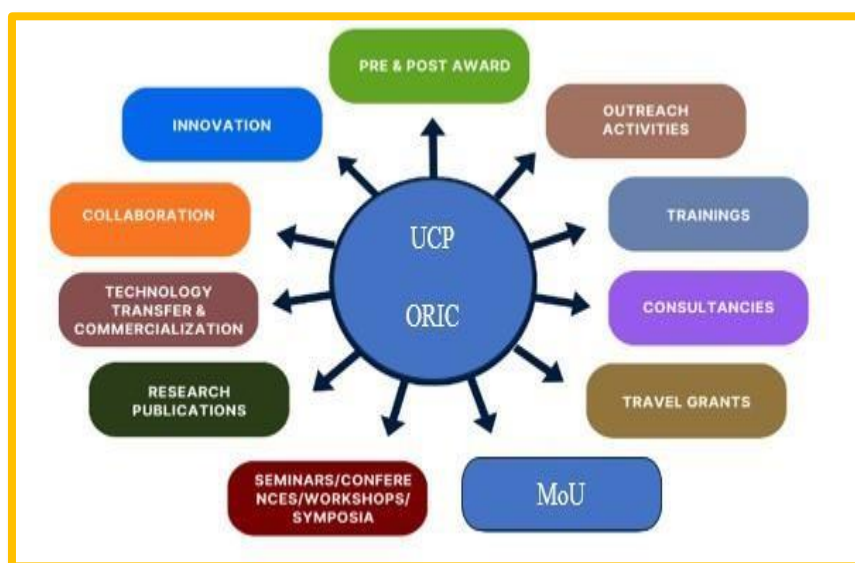 PRE & POST AWARD
INNOVATION
OUTREACH
ACTIVITIES
COLLABORATION
UCP
ORIC
TRAININGS
TECHNOLOGY
TRANSFER &
COMMERCIALIZATION
CONSULTANCIES
RESEARCH
PUBLICATIONS
TRAVEL GRANTS
SEMINARS/CONFERE
NCES/WORKSHOPS/
SYMPOSIA
MoU